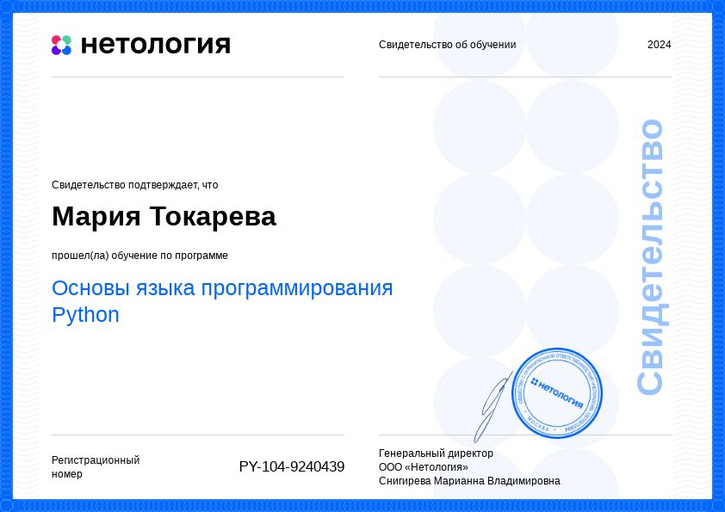 нетология
Свидетельство об обучении
2024
Свидетельство подтверждает, что
Мария Токарева
прошел(ла) обучение по программе
Основы языка программирования
Python
Свидетельство
нетология
МОСКВА
Регистрационный
номер
PY-104-9240439
Генеральный директор
ООО «Нетология»
Снигирева Марианна Владимировна